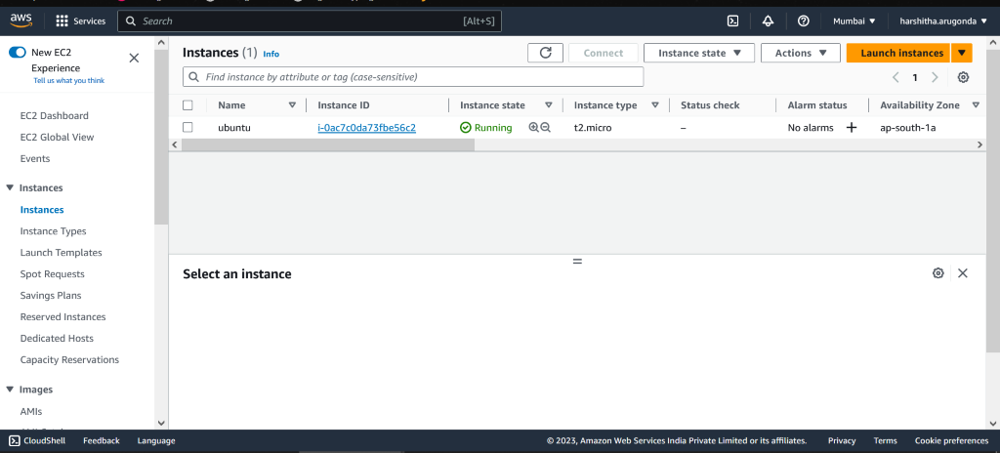 aws Services Search [Alt+S] Mumbai harshitha.arugonda
New EC2 Experience
Tell us what you think
EC2 Dashboard
EC2 Global View
Events
Instances
Instances
Instance Types
Launch Templates
Spot Requests
Savings Plans
Reserved Instances
Dedicated Hosts
Capacity Reservations
Images
AMIs
Instances (1) Info Connect Instance state Actions Launch instances
Find instance by attribute or tag (case-sensitive) 1
Name Instance ID Instance state Instance type Status check Alarm status Availability Zone
ubuntu i-0ac7c0da73fbe56c2 Running t2.micro – No alarms + ap-south-1a
Select an instance
CloudShell Feedback Language © 2023, Amazon Web Services India Private Limited or its affiliates. Privacy Terms Cookie preferences